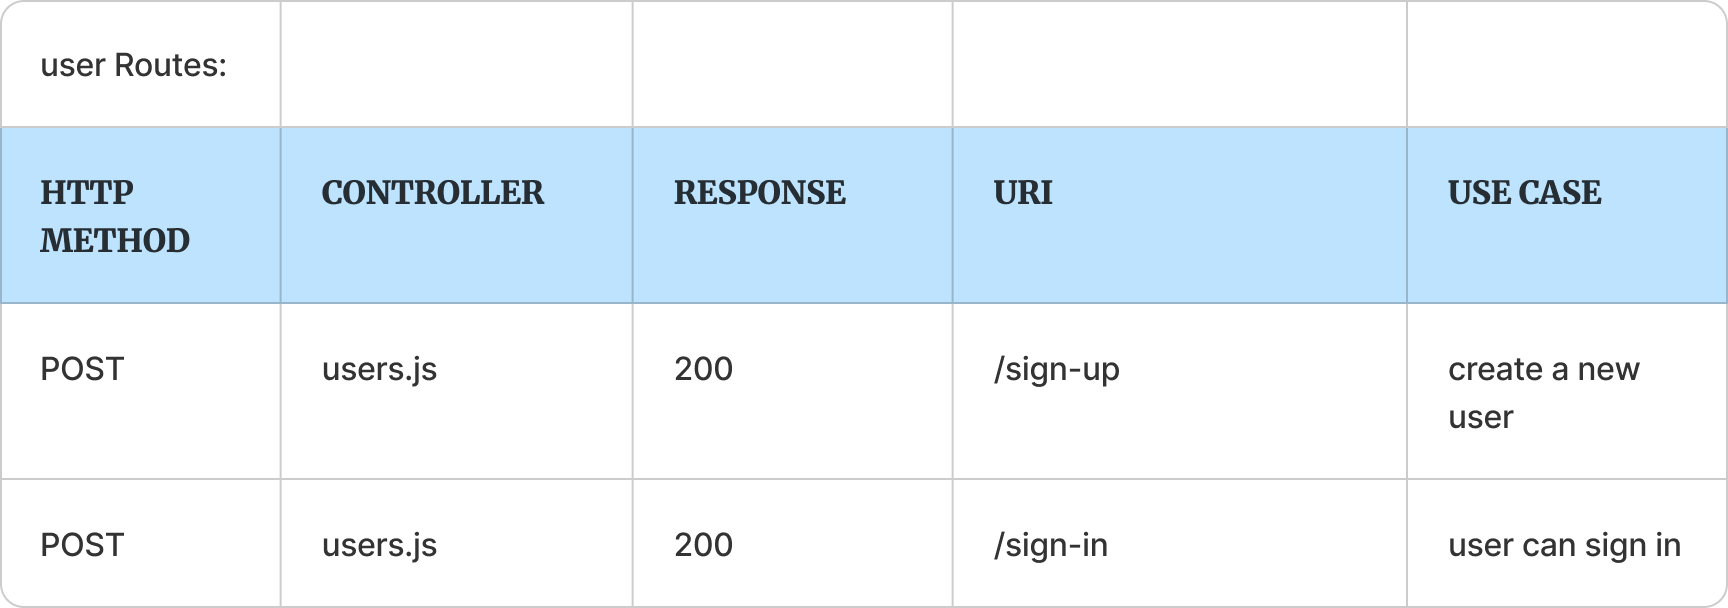 user Routes:
HTTP METHOD CONTROLLER RESPONSE URI USE CASE
POST users.js 200 /sign-up create a new user
POST users.js 200 /sign-in user can sign in